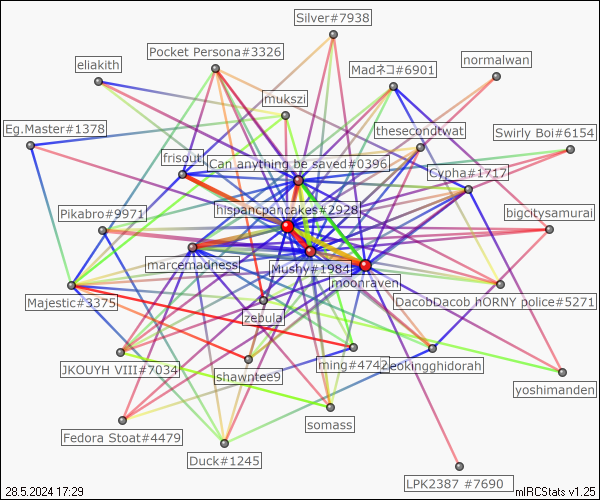 Silver#7938
Pocket Persona#3326
eliakith
normalwan
Madネコ#6901
mukszi
Eg.Master#1378
thesecondtwat
Swirly Boi#6154
frisout
Can anything be saved#0396
Cypha#1717
hispancpancakes#2928
Pikabro#9971
bigcitysamurai
marcemadness
Mushy#1984
moonraven
Majestic#3375
DacobDacob hORNY police#5271
zebula
JKOUYH VIII#7034
shawntee9
ming#4742
eokingghidorah
yoshimanden
somass
Fedora Stoat#4479
Duck#1245
LPK2387 #7690
28.5.2024 17:29
mIRCStats v1.25